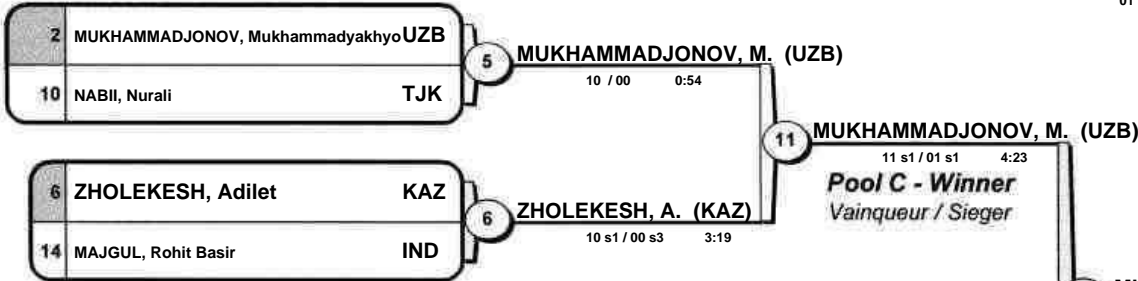 01
2 MUKHAMMADJONOV, Mukhammadyakhyo UZB
5
MUKHAMMADJONOV, M. (UZB)
10 / 00 0:54
10 NABII, Nurali TJK
11
MUKHAMMADJONOV, M. (UZB)
11 s1 / 01 s1 4:23
Pool C - Winner
Vainqueur / Sieger
6 ZHOLEKESH, Adilet KAZ
6
ZHOLEKESH, A. (KAZ)
10 s1 / 00 s3 3:19
14 MAJGUL, Rohit Basir IND